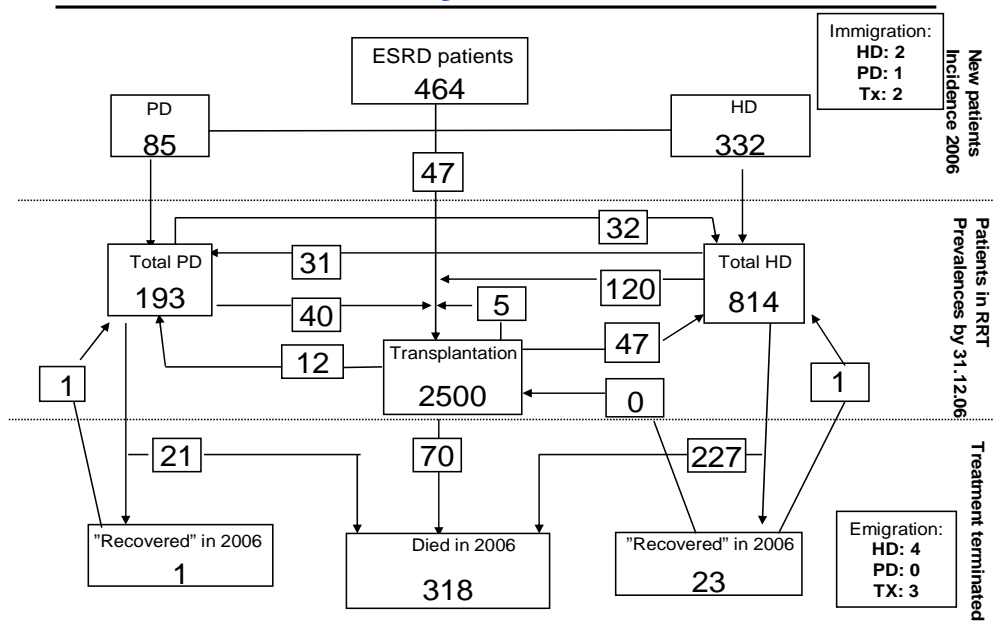 ESRD patients
464
PD
85
HD
332
47
Immigration:
HD: 2
PD: 1
Tx: 2
New patients
Incidence 2006
32
31
120
Total PD
193
Total HD
814
40
5
47
12
Transplantation
2500
1
0
1
Patients in RRT
Prevalences by 31.12.06
21
70
227
"Recovered" in 2006
1
Died in 2006
318
"Recovered" in 2006
23
Emigration:
HD: 4
PD: 0
TX: 3
Treatment terminated